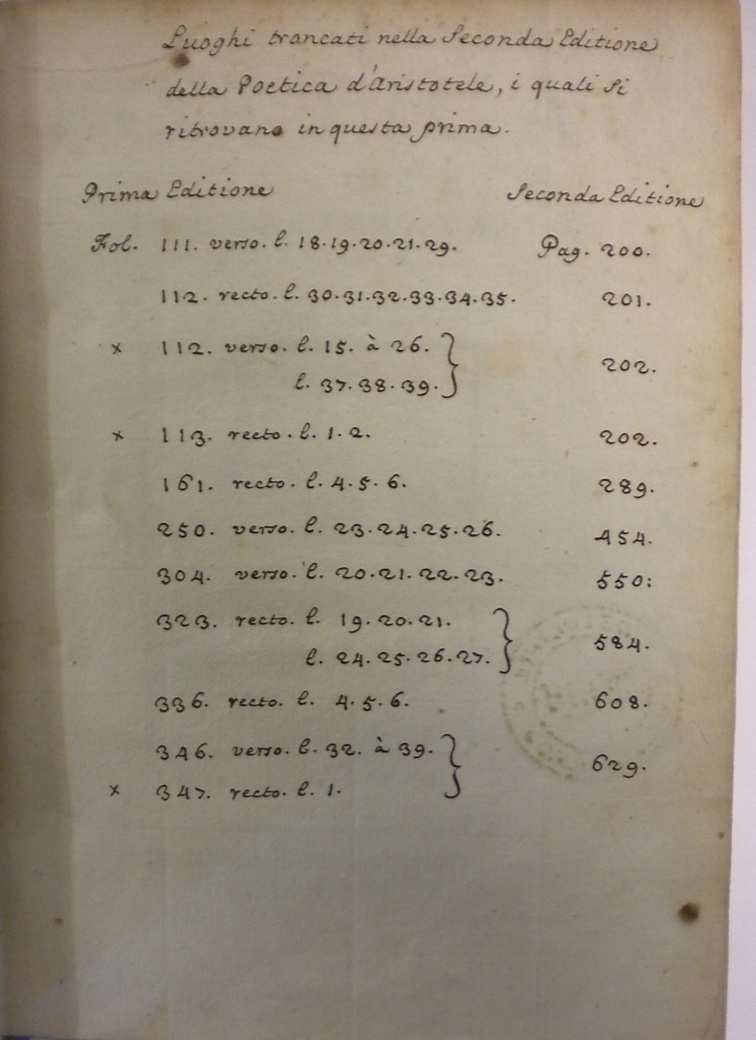 Luoghi troncati nella Seconda Editione
della Poetica d'Aristotele, i quali si
ritrovano in questa prima.
Prima Editione Seconda Editione
Fol. 111. verso. l. 18.19.20.21.29. Pag. 200.
112. recto. l. 30.31.32.33.34.35. 201.
x 112. verso. l. 15. à 26. } 202.
l. 37.38.39.
x 113. recto. l. 1.2. 202.
161. recto. l. 4.5.6. 289.
250. verso. l. 23.24.25.26. 454.
304. verso. l. 20.21.22.23. 550:
323. recto. l. 19.20.21. } 584.
l. 24.25.26.27.
336. recto. l. 4.5.6. 608.
346. verso. l. 32. à 39. } 629.
x 347. recto. l. 1.